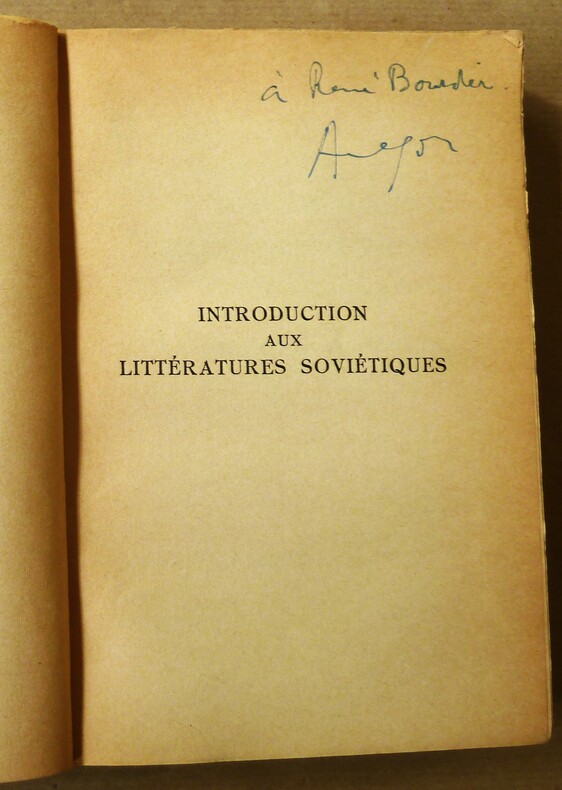 à René Bourdier.
Aragon
INTRODUCTION
AUX
LITTÉRATURES SOVIÉTIQUES